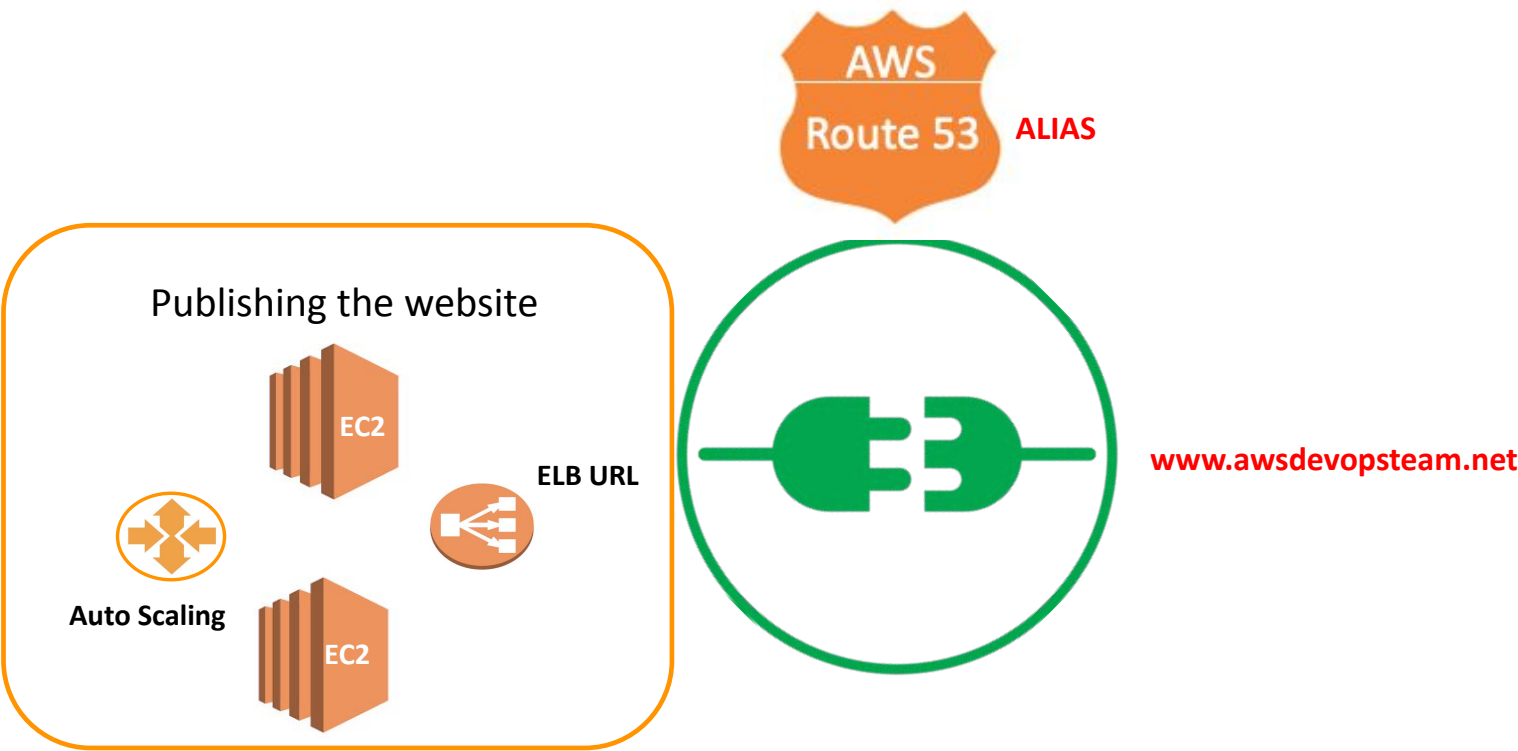 AWS
Route 53
ALIAS
Publishing the website
EC2
ELB URL
www.awsdevopsteam.net
Auto Scaling
EC2